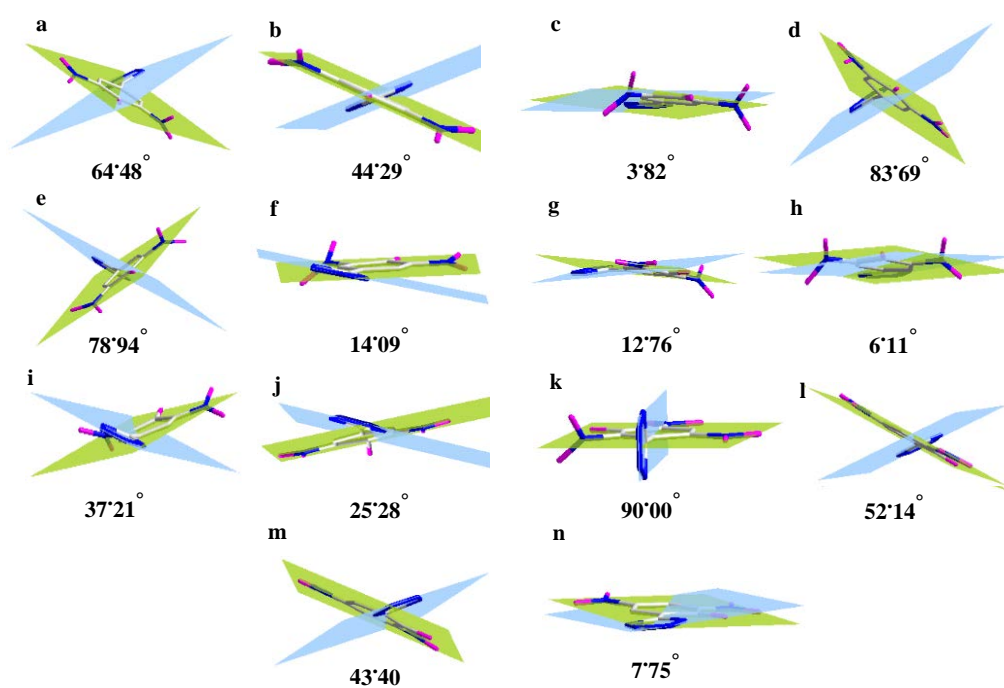 a b c d
64·48° 44·29° 3·82° 83·69°
e f g h
78·94° 14·09° 12·76° 6·11°
i j k l
37·21° 25·28° 90·00° 52·14°
m n
43·40 7·75°